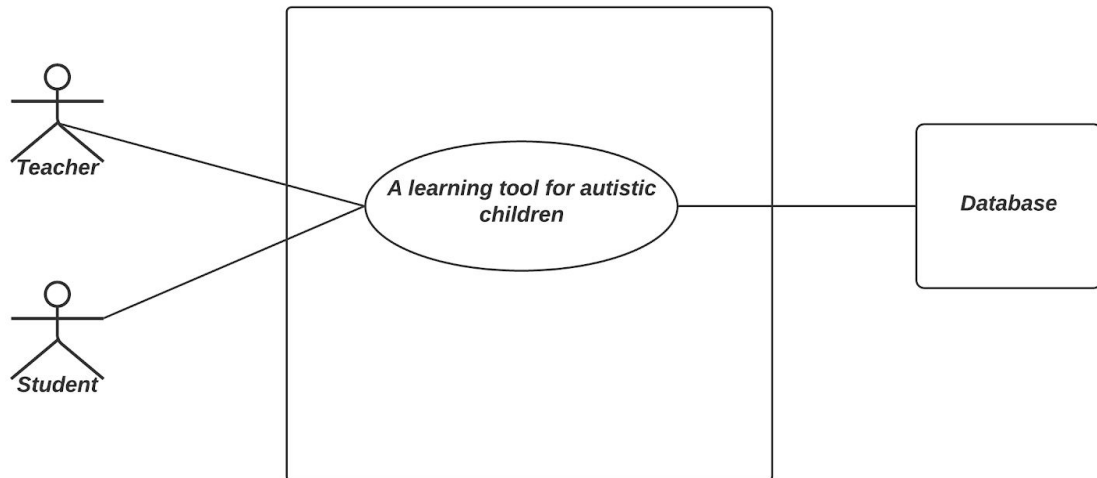 Teacher
A learning tool for autistic
children
Database
Student